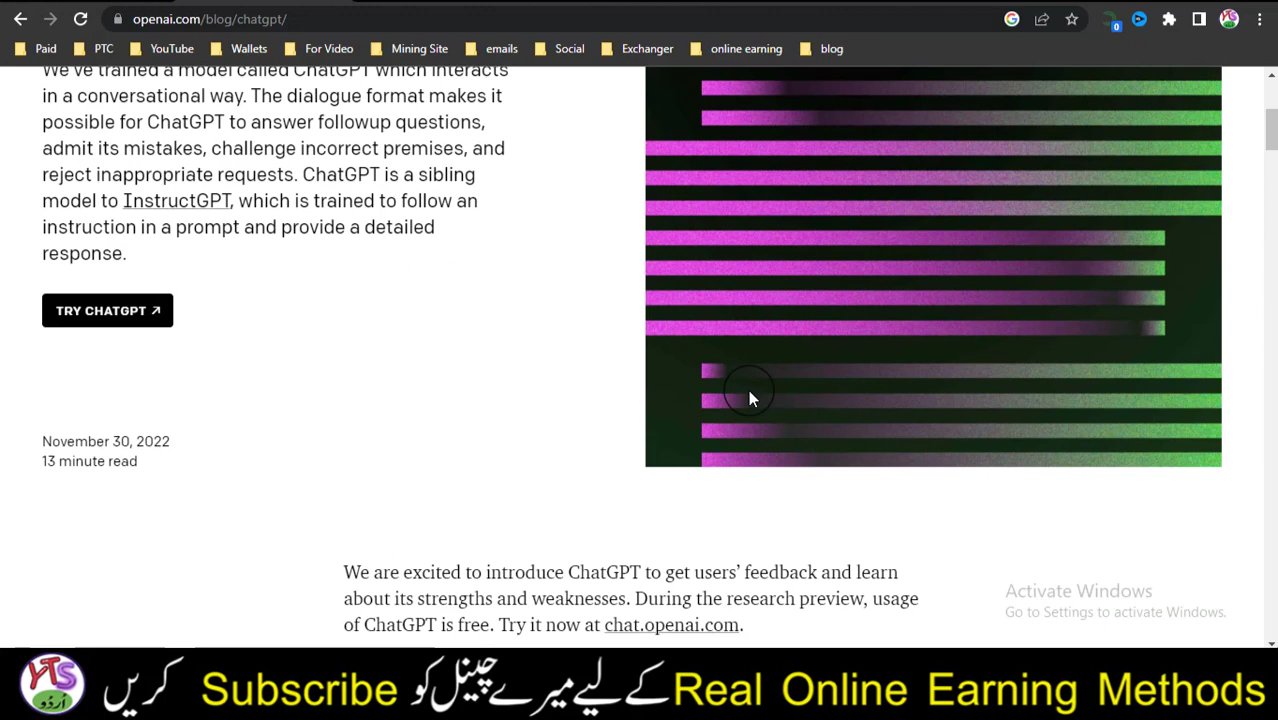 openai.com/blog/chatgpt/
0
YTS
Paid
PTC
YouTube
Wallets
For Video
Mining Site
emails
Social
Exchanger
online earning
blog
We've trained a model called ChatGPT which interacts
in a conversational way. The dialogue format makes it
possible for ChatGPT to answer followup questions,
admit its mistakes, challenge incorrect premises, and
reject inappropriate requests. ChatGPT is a sibling
model to InstructGPT, which is trained to follow an
instruction in a prompt and provide a detailed
response.
TRY CHATGPT ↗
November 30, 2022
13 minute read
We are excited to introduce ChatGPT to get users’ feedback and learn
about its strengths and weaknesses. During the research preview, usage
of ChatGPT is free. Try it now at chat.openai.com.
Activate Windows
Go to Settings to activate Windows.
YTS
اردو
Real Online Earning Methods کے لیے میرے چینل کو Subscribe کریں